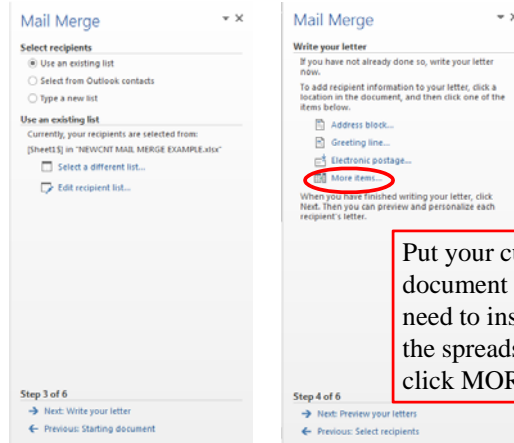 Mail Merge
Select recipients
Use an existing list
Select from Outlook contacts
Type a new list
Use an existing list
Currently, your recipients are selected from:
[Sheet1$] in "NEWCNT MAIL MERGE EXAMPLE.xlsx"
Select a different list...
Edit recipient list...
Step 3 of 6
Next: Write your letter
Previous: Starting document
Mail Merge
Write your letter
If you have not already done so, write your letter
now.
To add recipient information to your letter, click a
location in the document, and then click one of the
items below.
Address block...
Greeting line...
Electronic postage...
More items...
When you have finished writing your letter, click
Next. Then you can preview and personalize each
recipient's letter.
Put your cu
document
need to ins
the spreads
click MOR
Step 4 of 6
Next: Preview your letters
Previous: Select recipients